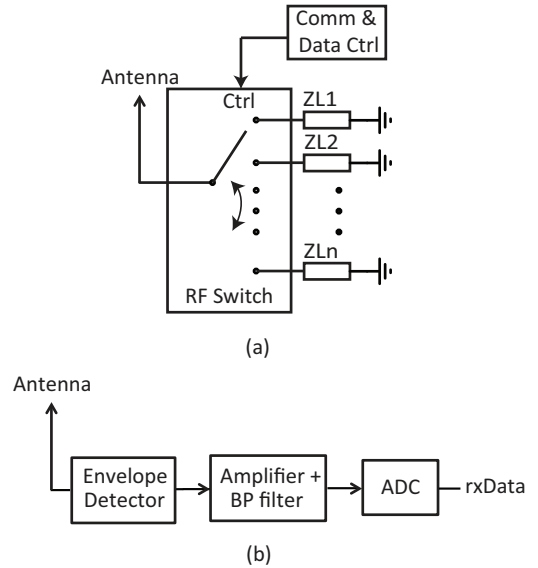 Comm &
Data Ctrl
Antenna
Ctrl
ZL1
ZL2
ZLn
RF Switch
(a)
Antenna
Envelope
Detector
Amplifier +
BP filter
ADC
rxData
(b)